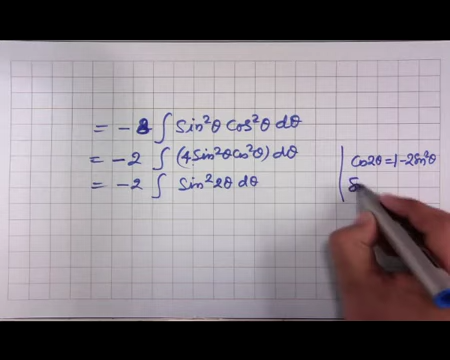 = -8 ∫ Sin²θ Cos²θ dθ
= -2 ∫ (4Sin²θCos²θ) dθ
= -2 ∫ Sin²2θ dθ
Cos2θ=1-2Sin²θ
S